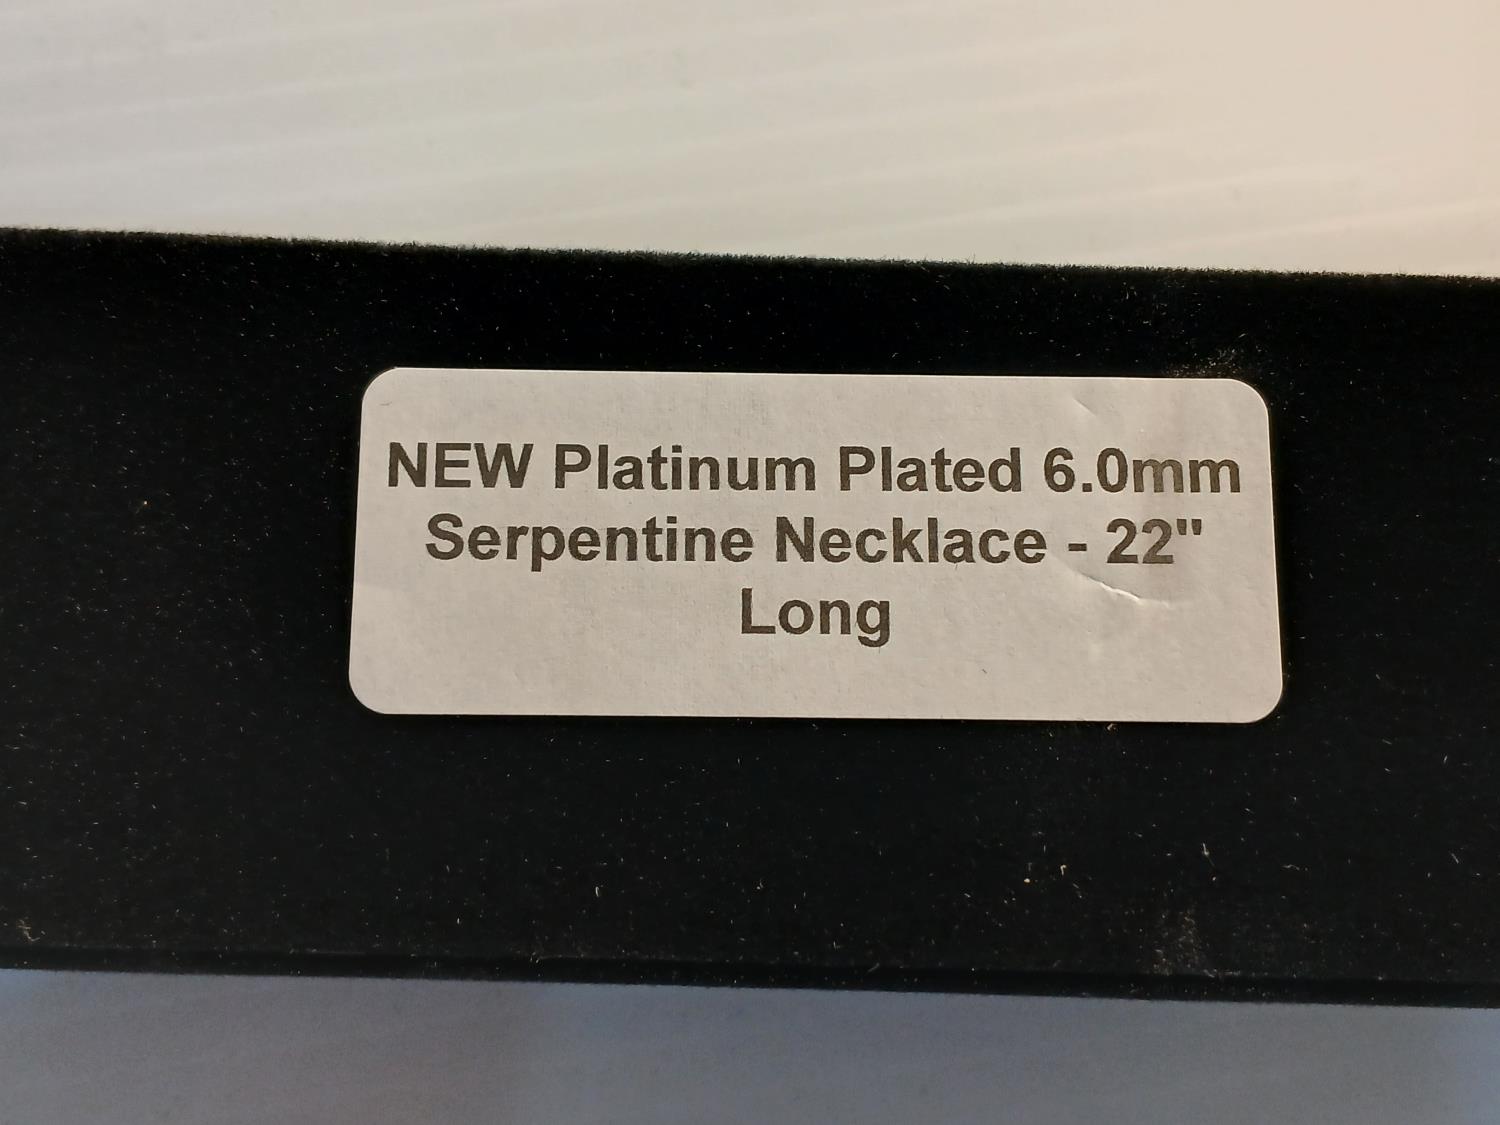 NEW Platinum Plated 6.0mm
Serpentine Necklace - 22"
Long